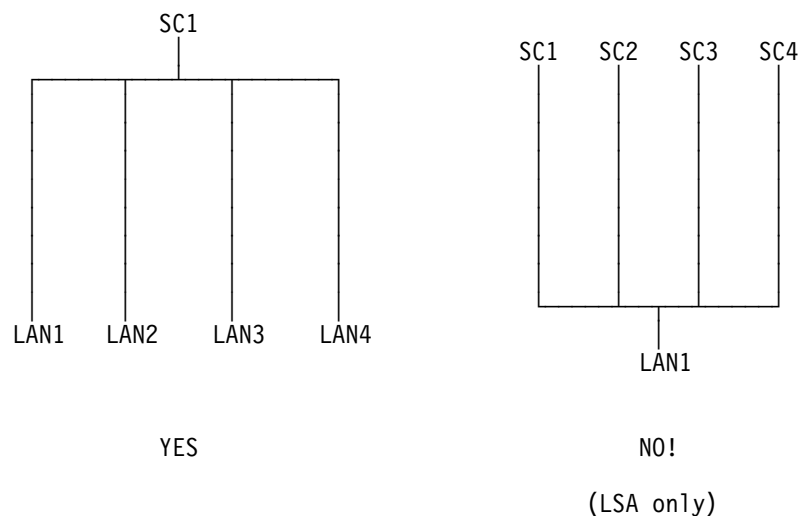 SC1
SC1 SC2 SC3 SC4
LAN1 LAN2 LAN3 LAN4
LAN1
YES NO!
(LSA only)